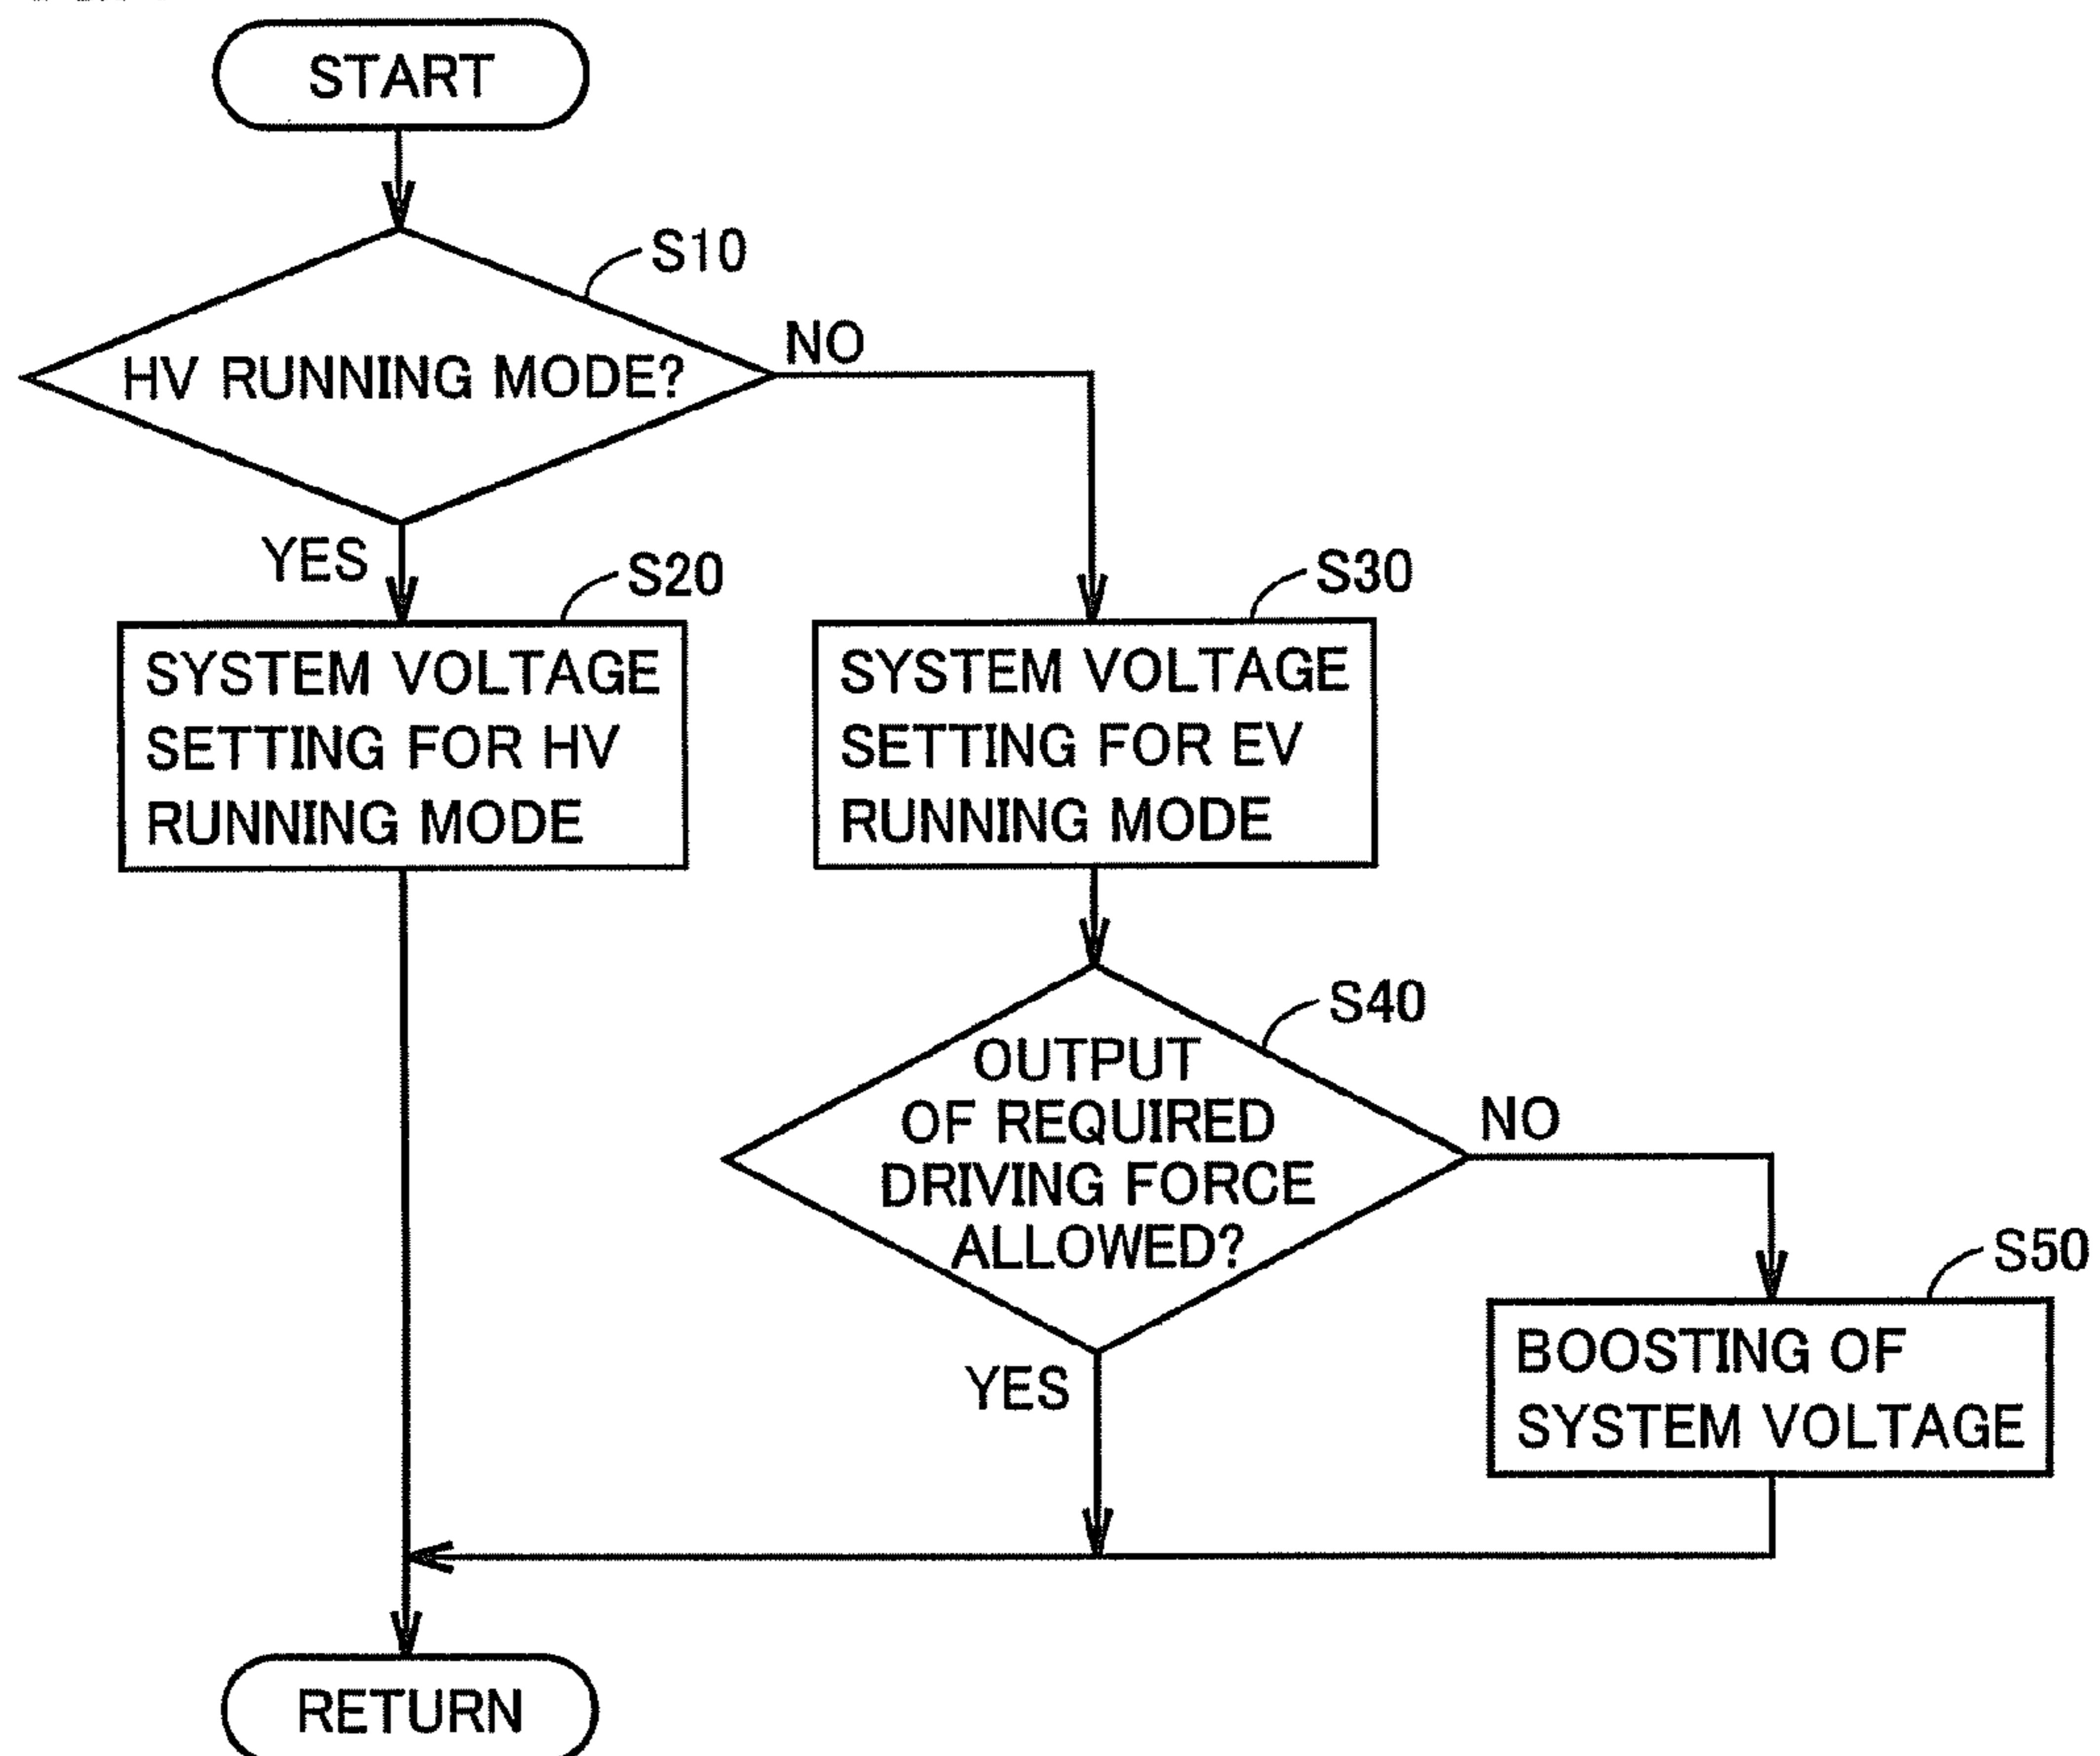 START
S10
HV RUNNING MODE?
NO
YES
S20
SYSTEM VOLTAGE
SETTING FOR HV
RUNNING MODE
S30
SYSTEM VOLTAGE
SETTING FOR EV
RUNNING MODE
S40
OUTPUT
OF REQUIRED
DRIVING FORCE
ALLOWED?
NO
YES
S50
BOOSTING OF
SYSTEM VOLTAGE
RETURN